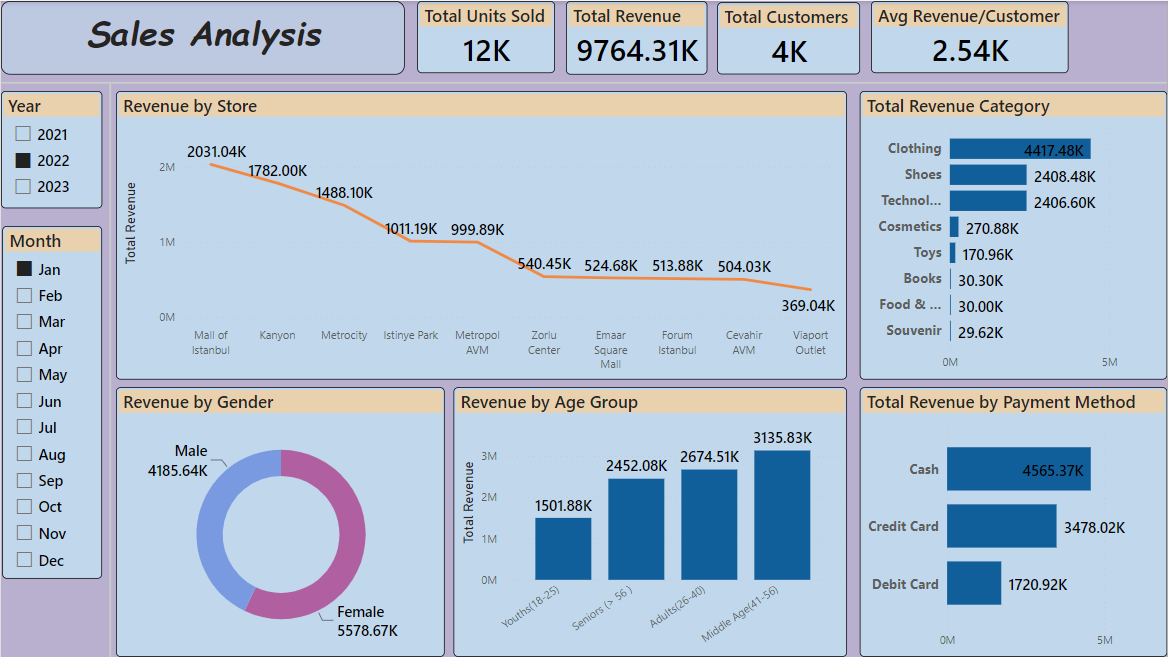 Sales Analysis
Total Units Sold
12K
Total Revenue
9764.31K
Total Customers
4K
Avg Revenue/Customer
2.54K
Year
2021
2022
2023
Month
Jan
Feb
Mar
Apr
May
Jun
Jul
Aug
Sep
Oct
Nov
Dec
Revenue by Store
Total Revenue
2M
1M
0M
2031.04K
1782.00K
1488.10K
1011.19K
999.89K
540.45K
524.68K
513.88K
504.03K
369.04K
Mall of
Istanbul
Kanyon
Metrocity
Istinye Park
Metropol
AVM
Zorlu
Center
Emaar
Square
Mall
Forum
Istanbul
Cevahir
AVM
Viaport
Outlet
Total Revenue Category
Clothing 4417.48K
Shoes 2408.48K
Technol... 2406.60K
Cosmetics 270.88K
Toys 170.96K
Books 30.30K
Food & ... 30.00K
Souvenir 29.62K
0M 5M
Revenue by Gender
Male
4185.64K
Female
5578.67K
Revenue by Age Group
Total Revenue
3M
2M
1M
0M
1501.88K
2452.08K
2674.51K
3135.83K
Youths(18-25)
Seniors (> 56 )
Adults(26-40)
Middle Age(41-56)
Total Revenue by Payment Method
Cash 4565.37K
Credit Card 3478.02K
Debit Card 1720.92K
0M 5M